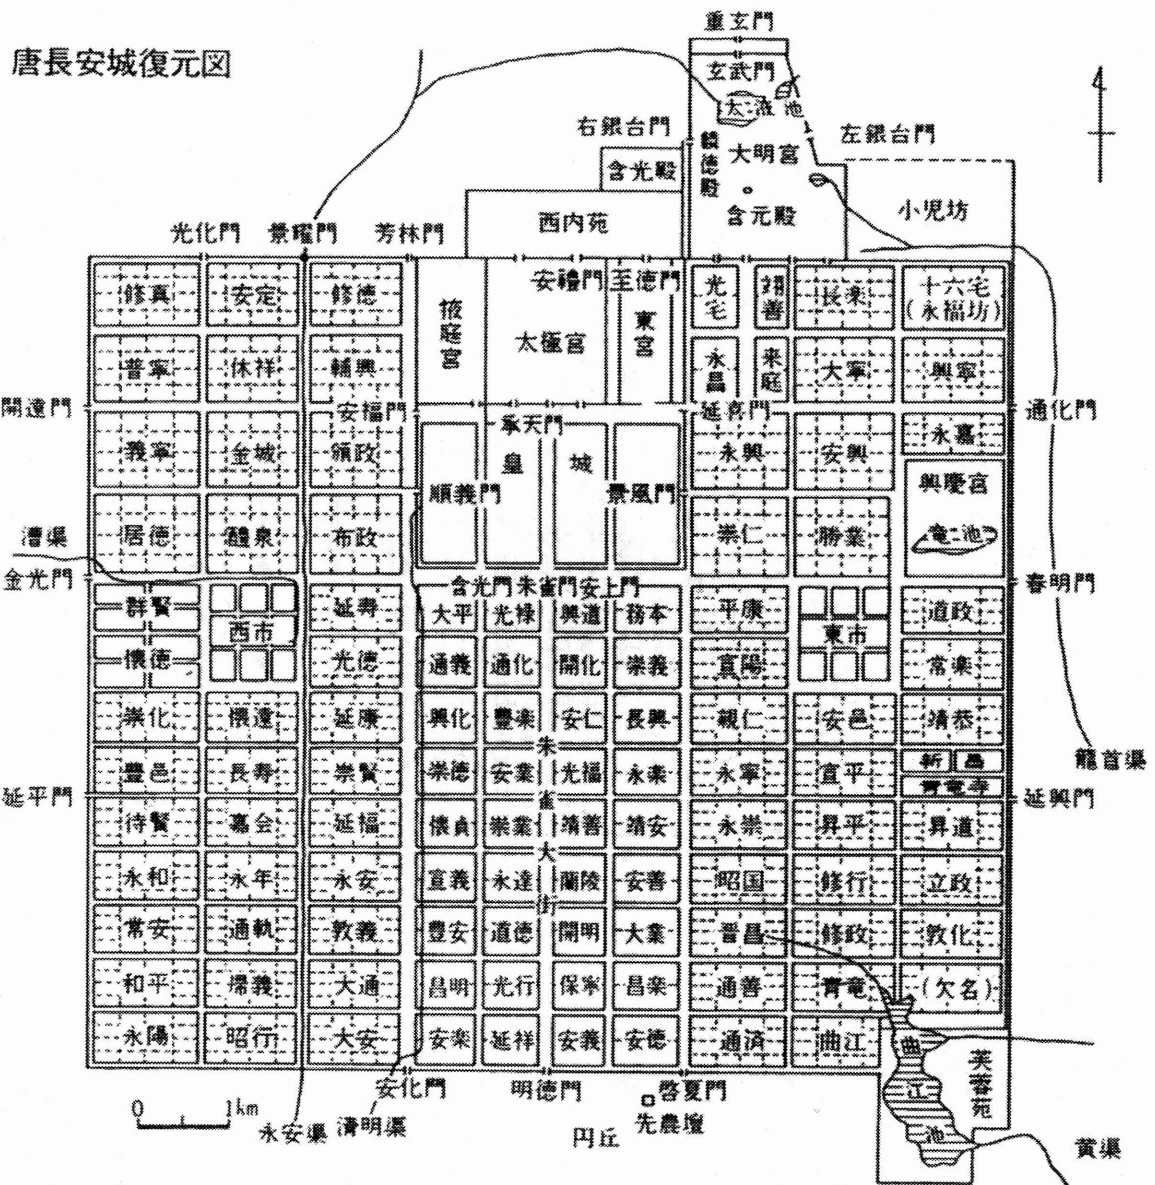 唐長安城復元図
重玄門
玄武門
太液池
右銀台門
麟徳殿
大明宮
左銀台門
含光殿
含元殿
小児坊
西内苑
光化門
景曜門
芳林門
安禮門
至徳門
修真
安定
修徳
掖庭宮
太極宮
東宮
光宅
翊善
長楽
十六宅
(永福坊)
普寧
休祥
輔興
永昌
来庭
大寧
興寧
開遠門
安福門
承天門
延喜門
通化門
義寧
金城
頒政
皇城
永興
安興
永嘉
順義門
景風門
興慶宮
漕渠
居徳
醴泉
布政
崇仁
勝業
竜池
金光門
含光門
朱雀門
安上門
春明門
群賢
西市
延寿
大平
光禄
興道
務本
平康
東市
道政
懐徳
光徳
通義
通化
開化
崇義
宣陽
常楽
崇化
懐遠
延康
興化
豊楽
安仁
長興
親仁
安邑
靖恭
朱雀大街
豊邑
長寿
崇賢
崇徳
安業
光福
永楽
永寧
宣平
新昌
青竜寺
龍首渠
延平門
延興門
待賢
嘉会
延福
懐貞
崇業
靖善
靖安
永崇
昇平
昇道
永和
永年
永安
宣義
永達
蘭陵
安善
昭国
修行
立政
常安
通軌
敦義
豊安
道徳
開明
大業
晋昌
修政
敦化
和平
帰義
大通
昌明
光行
保寧
昌楽
通善
青竜
(欠名)
永陽
昭行
大安
安楽
延祥
安義
安徳
通済
曲江
曲江池
芙蓉苑
安化門
明徳門
啓夏門
0 1km
永安渠
清明渠
円丘
先農壇
黄渠